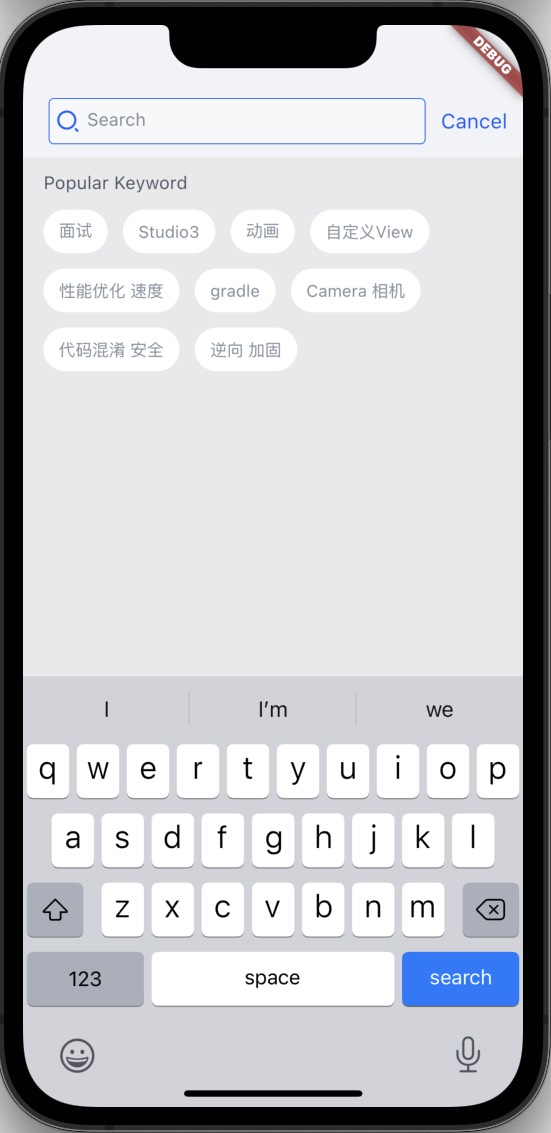 DEBUG
Search Cancel
Popular Keyword
面试 Studio3 动画 自定义View
性能优化 速度 gradle Camera 相机
代码混淆 安全 逆向 加固
I I'm we
q w e r t y u i o p
a s d f g h j k l
z x c v b n m
123 space search